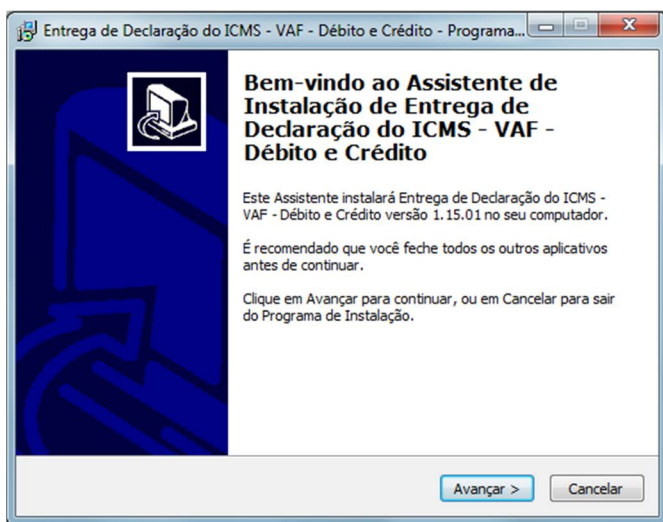 Entrega de Declaração do ICMS - VAF - Débito e Crédito - Programa...
Bem-vindo ao Assistente de
Instalação de Entrega de
Declaração do ICMS - VAF -
Débito e Crédito
Este Assistente instalará Entrega de Declaração do ICMS -
VAF - Débito e Crédito versão 1.15.01 no seu computador.
É recomendado que você feche todos os outros aplicativos
antes de continuar.
Clique em Avançar para continuar, ou em Cancelar para sair
do Programa de Instalação.
Avançar >
Cancelar